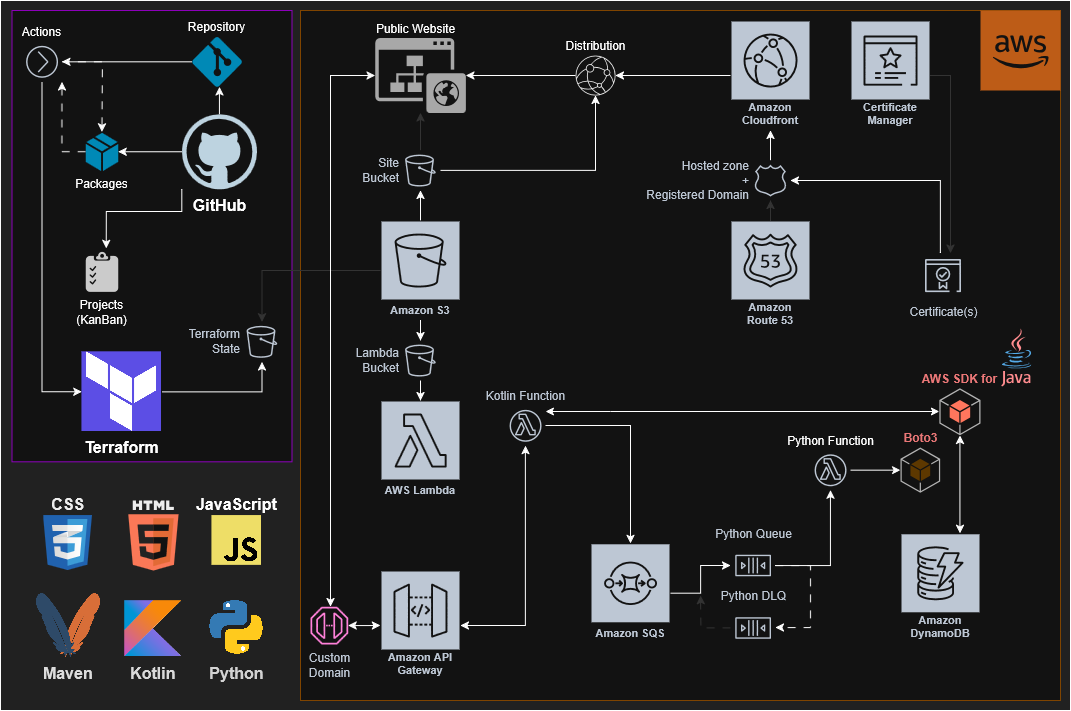 Actions
Repository
Packages
GitHub
Projects
(KanBan)
Terraform
State
Terraform
CSS
HTML
5
3
JavaScript
JS
Maven
Kotlin
Python
Public Website
Distribution
Amazon
Cloudfront
Certificate
Manager
aws
Site
Bucket
Hosted zone
+
Registered Domain
Amazon S3
53
Amazon
Route 53
Certificate(s)
Lambda
Bucket
AWS Lambda
Kotlin Function
AWS SDK for Java
Python Function
Boto3
Python Queue
Python DLQ
Amazon SQS
Amazon
DynamoDB
</>
Amazon API
Gateway
Custom
Domain